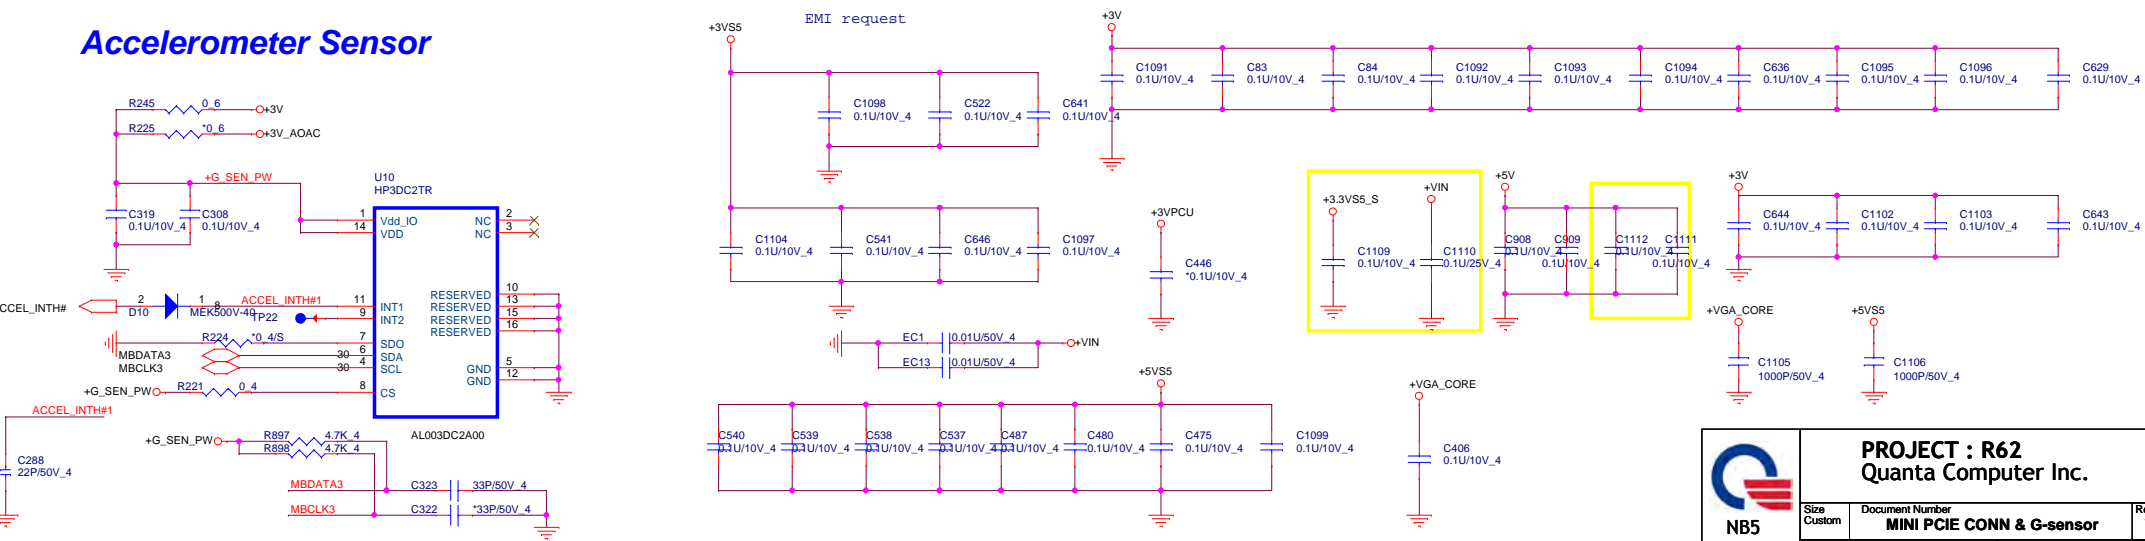 Accelerometer Sensor
R245 0_6 +3V
R225 *0_6 +3V_AOAC
+G_SEN_PW
C319
0.1U/10V_4
C308
0.1U/10V_4
U10
HP3DC2TR
1 Vdd_IO
14 VDD
NC 2
NC 3
RESERVED 10
RESERVED 13
RESERVED 15
RESERVED 16
11 INT1
9 INT2
7 SDO
6 SDA
4 SCL
8 CS
GND 5
GND 12
AL003DC2A00
CCEL_INTH#
2 1
D10
MEK500V-40
8
ACCEL_INTH#1
TP22
R224 *0_4/S
MBDATA3 30
MBCLK3 30
+G_SEN_PW R221 0_4
ACCEL_INTH#1
C288
22P/50V_4
+G_SEN_PW
R897 4.7K_4
R898 4.7K_4
MBDATA3 C323 33P/50V_4
MBCLK3 C322 *33P/50V_4
EMI request
+3VS5
C1098
0.1U/10V_4
C522
0.1U/10V_4
C641
0.1U/10V_4
C1104
0.1U/10V_4
C541
0.1U/10V_4
C646
0.1U/10V_4
C1097
0.1U/10V_4
+3V
C1091
0.1U/10V_4
C83
0.1U/10V_4
C84
0.1U/10V_4
C1092
0.1U/10V_4
C1093
0.1U/10V_4
C1094
0.1U/10V_4
C636
0.1U/10V_4
C1095
0.1U/10V_4
C1096
0.1U/10V_4
C629
0.1U/10V_4
+3VPCU
C446
*0.1U/10V_4
+3.3VS5_S
C1109
0.1U/10V_4
+VIN
C1110
0.1U/25V_4
+5V
C908
0.1U/10V_4
C909
0.1U/10V_4
C1112
0.1U/10V_4
C1111
0.1U/10V_4
+3V
C644
0.1U/10V_4
C1102
0.1U/10V_4
C1103
0.1U/10V_4
C643
0.1U/10V_4
EC1 0.01U/50V_4
EC13 0.01U/50V_4
+VIN
+5VS5
C540
0.1U/10V_4
C539
0.1U/10V_4
C538
0.1U/10V_4
C537
0.1U/10V_4
C487
0.1U/10V_4
C480
0.1U/10V_4
C475
0.1U/10V_4
C1099
0.1U/10V_4
+VGA_CORE
C406
0.1U/10V_4
+VGA_CORE
C1105
1000P/50V_4
+5VS5
C1106
1000P/50V_4
NB5
PROJECT : R62
Quanta Computer Inc.
Size
Custom
Document Number
MINI PCIE CONN & G-sensor